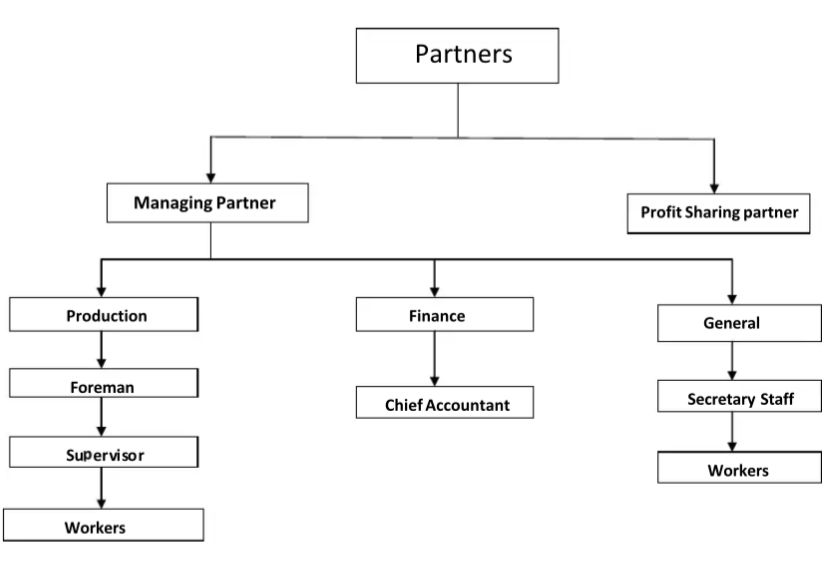 Partners
Managing Partner
Profit Sharing partner
Production
Finance
General
Foreman
Chief Accountant
Secretary Staff
Supervisor
Workers
Workers